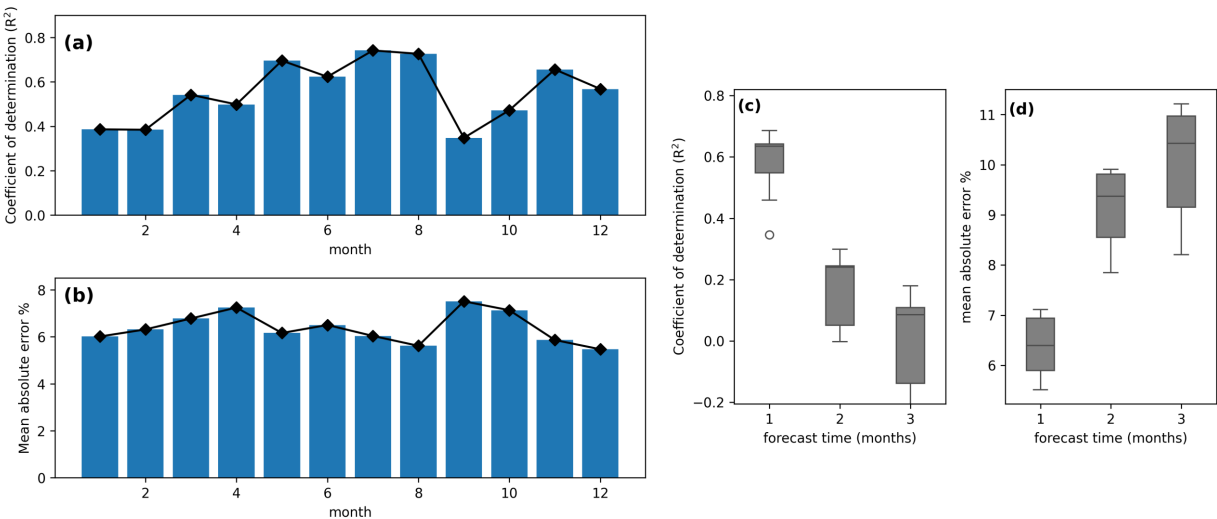 (a)
Coefficient of determination (R²)
0.8
0.6
0.4
0.2
0.0
2 4 6 8 10 12
month
(b)
Mean absolute error %
8
6
4
2
0
2 4 6 8 10 12
month
(c)
Coefficient of determination (R²)
0.8
0.6
0.4
0.2
0.0
−0.2
1 2 3
forecast time (months)
(d)
mean absolute error %
11
10
9
8
7
6
1 2 3
forecast time (months)